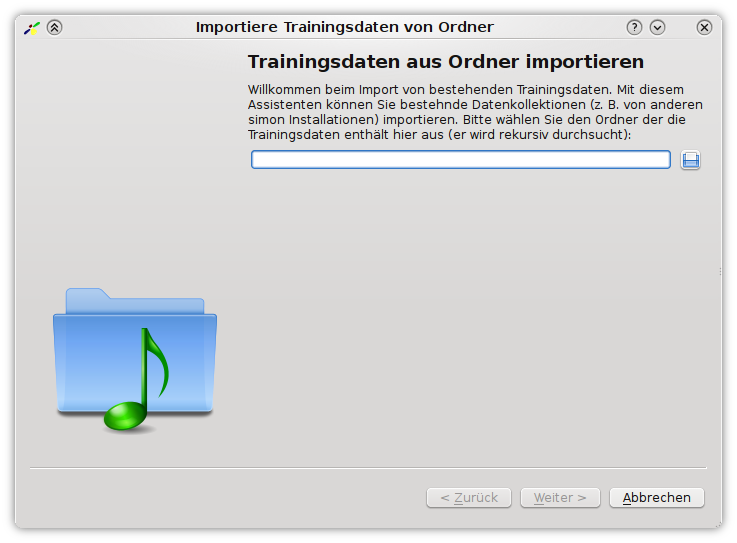 Importiere Trainingsdaten von Ordner
Trainingsdaten aus Ordner importieren
Willkommen beim Import von bestehenden Trainingsdaten. Mit diesem
Assistenten können Sie bestehnde Datenkollektionen (z. B. von anderen
simon Installationen) importieren. Bitte wählen Sie den Ordner der die
Trainingsdaten enthält hier aus (er wird rekursiv durchsucht):
< Zurück
Weiter >
Abbrechen